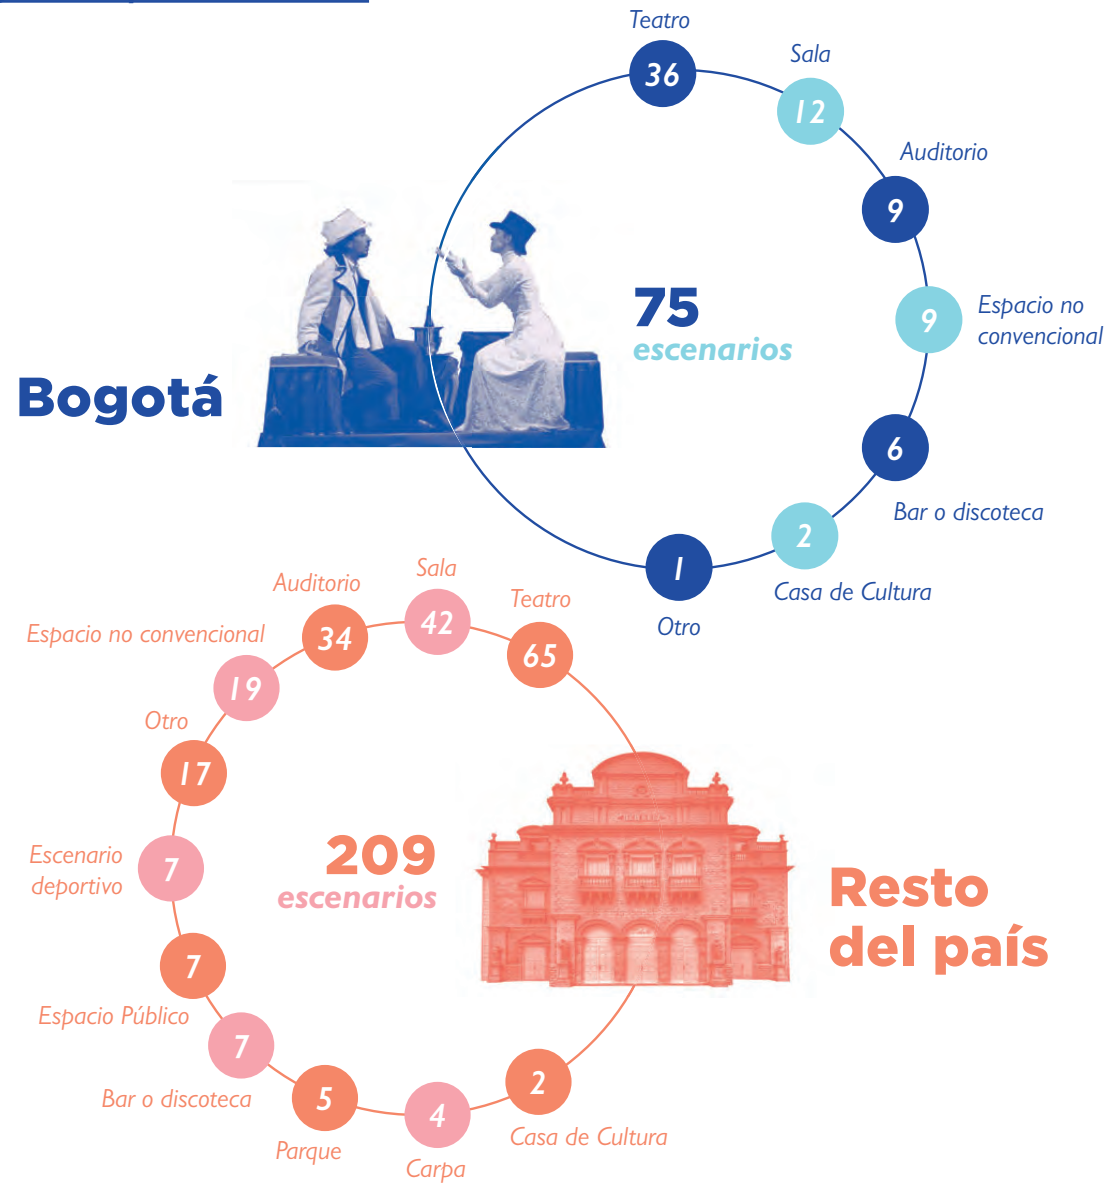 Teatro
36
Sala
12
Auditorio
9
Espacio no
convencional
9
75
escenarios
Bogotá
6
Bar o discoteca
2
Casa de Cultura
1
Otro
Teatro
65
Sala
42
Auditorio
34
Espacio no convencional
19
Otro
17
Escenario
deportivo
7
7
Espacio Público
7
Bar o discoteca
5
Parque
4
Carpa
2
Casa de Cultura
209
escenarios
Resto
del país